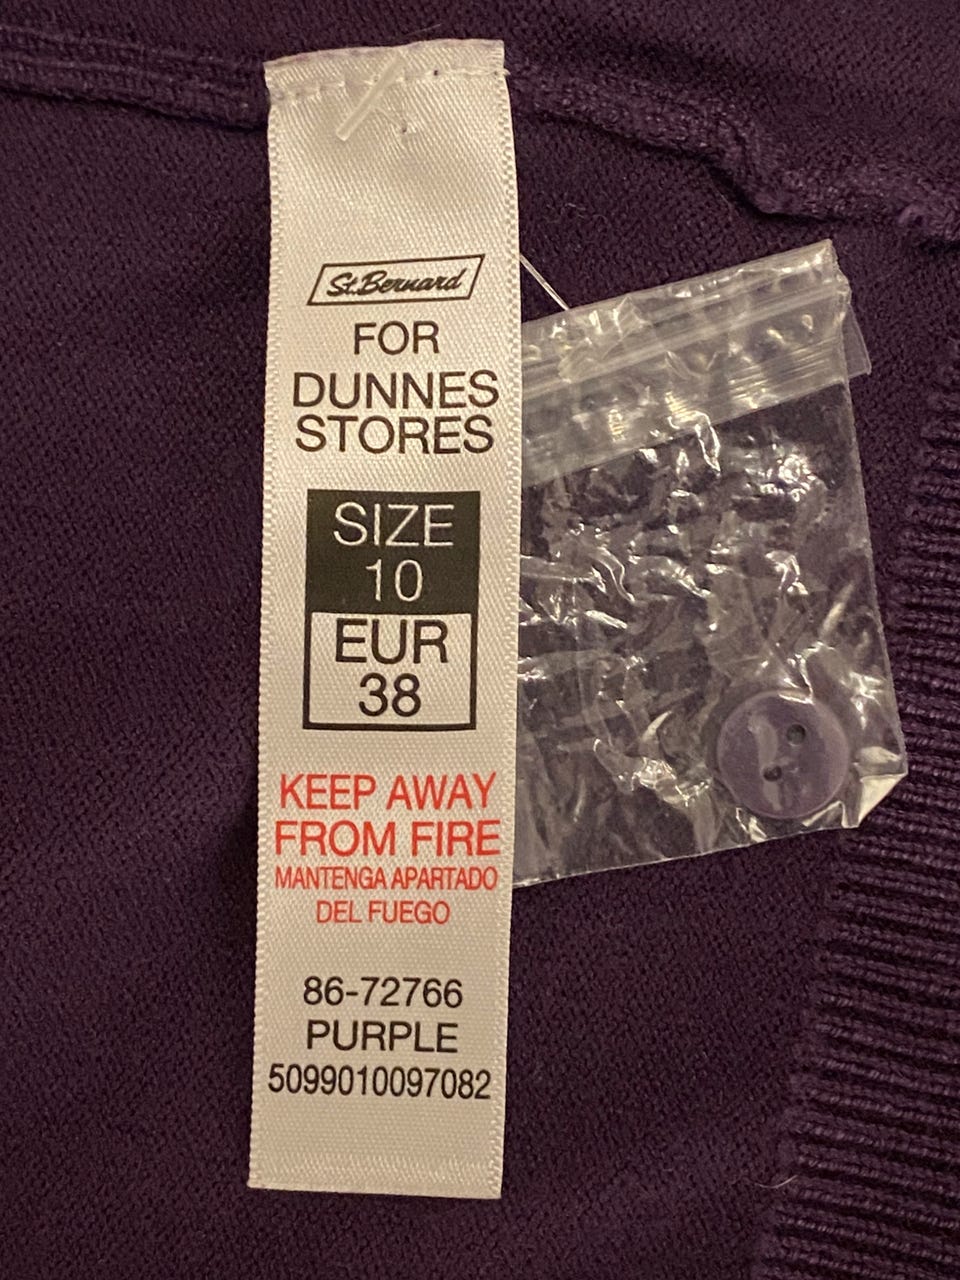 St.Bernard
FOR
DUNNES
STORES
SIZE
10
EUR
38
KEEP AWAY
FROM FIRE
MANTENGA APARTADO
DEL FUEGO
86-72766
PURPLE
5099010097082